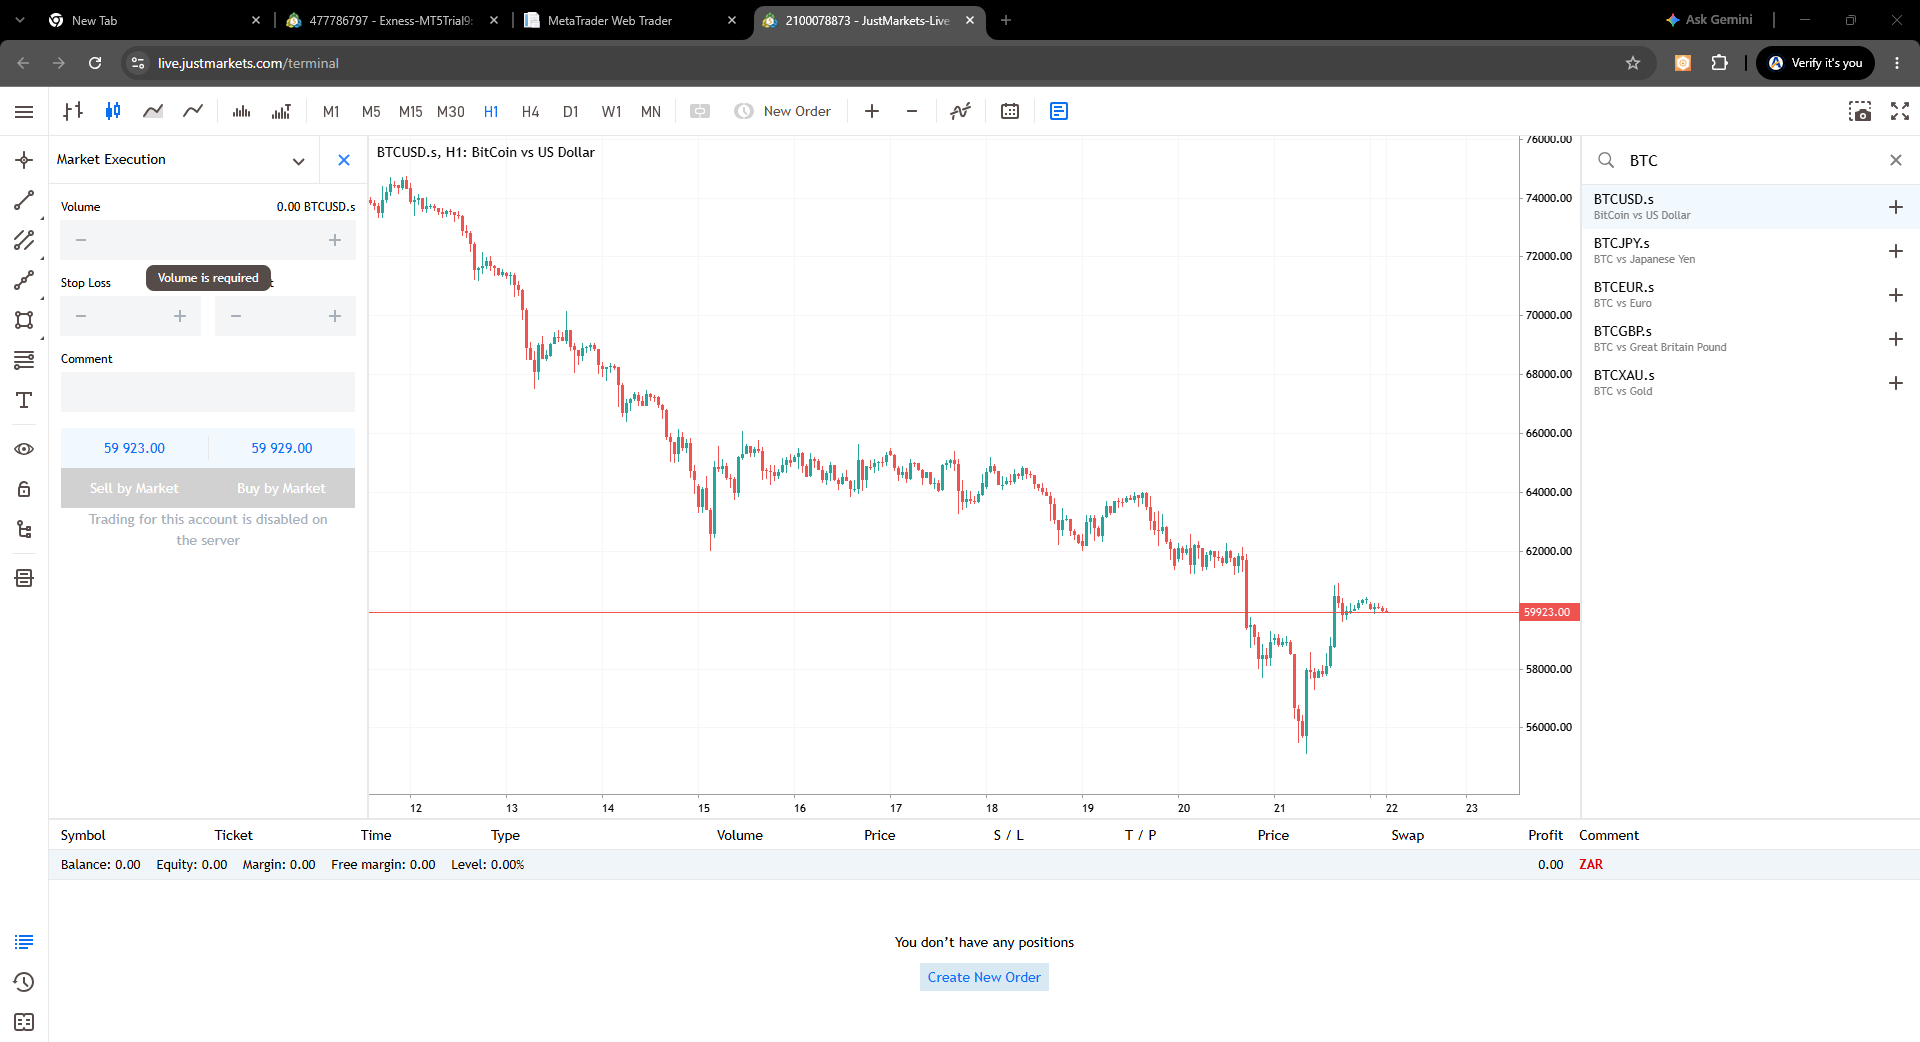 New Tab
477786797 - Exness-MT5Trial9
MetaTrader Web Trader
2100078873 - JustMarkets-Live
Ask Gemini
live.justmarkets.com/terminal
Verify it's you
M1 M5 M15 M30 H1 H4 D1 W1 MN New Order
Market Execution
Volume 0.00 BTCUSD.s
Volume is required
Stop Loss
Comment
59 923.00 59 929.00
Sell by Market Buy by Market
Trading for this account is disabled on
the server
BTCUSD.s, H1: BitCoin vs US Dollar
76000.00
74000.00
72000.00
70000.00
68000.00
66000.00
64000.00
62000.00
59923.00
58000.00
56000.00
12 13 14 15 16 17 18 19 20 21 22 23
BTC
BTCUSD.s
BitCoin vs US Dollar
BTCJPY.s
BTC vs Japanese Yen
BTCEUR.s
BTC vs Euro
BTCGBP.s
BTC vs Great Britain Pound
BTCXAU.s
BTC vs Gold
Symbol Ticket Time Type Volume Price S / L T / P Price Swap Profit Comment
Balance: 0.00 Equity: 0.00 Margin: 0.00 Free margin: 0.00 Level: 0.00% 0.00 ZAR
You don't have any positions
Create New Order